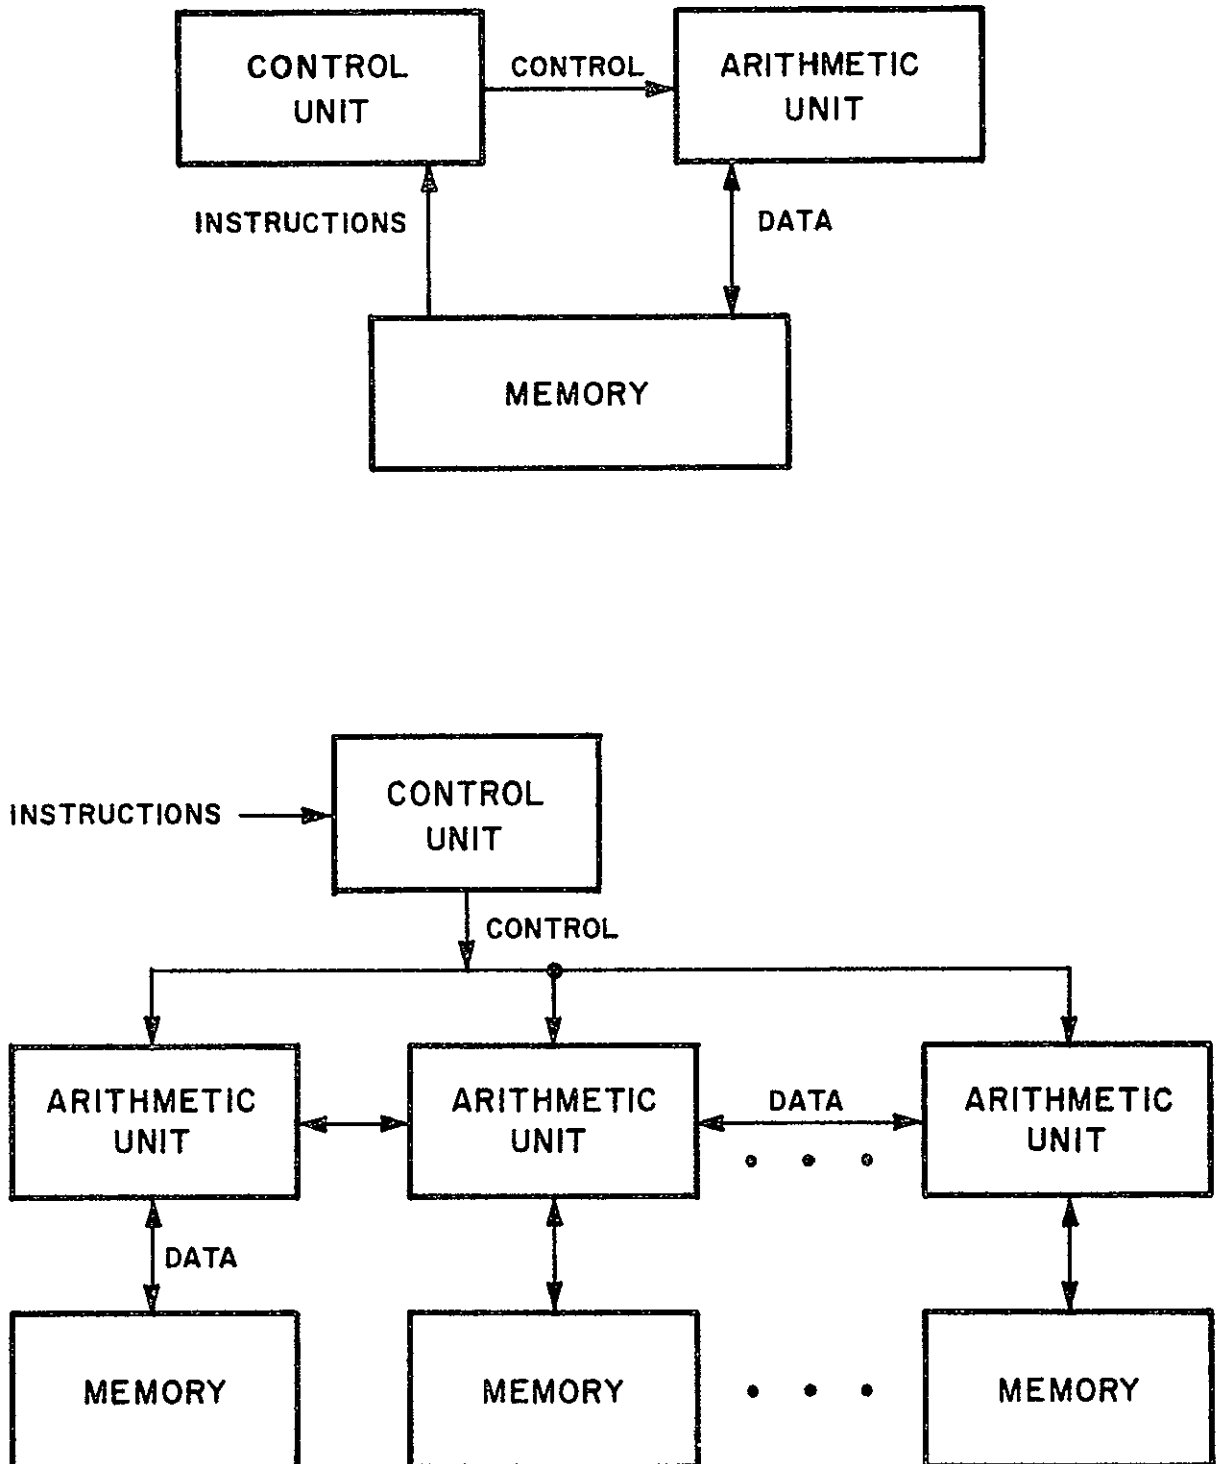 CONTROL
UNIT
CONTROL
ARITHMETIC
UNIT
INSTRUCTIONS
DATA
MEMORY
INSTRUCTIONS
CONTROL
UNIT
CONTROL
ARITHMETIC
UNIT
ARITHMETIC
UNIT
DATA
ARITHMETIC
UNIT
DATA
MEMORY
MEMORY
MEMORY